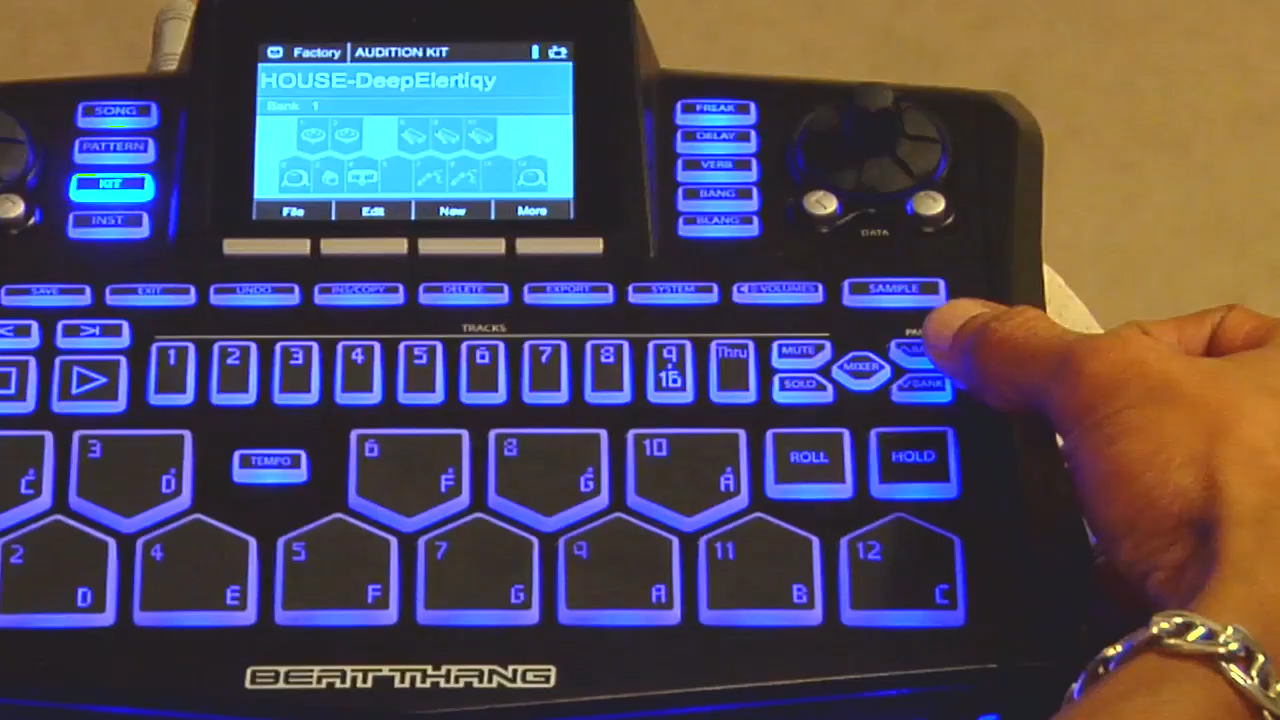 Factory AUDITION KIT
HOUSE-DeepElertiqy
Bank 1
File Edit New More
SONG
PATTERN
KIT
INST
FREAK
DELAY
VERB
BANG
BLANG
DATA
SAVE EXIT UNDO INS/COPY DELETE EXPORT SYSTEM VOLUMES SAMPLE
TRACKS
1 2 3 4 5 6 7 8 9 16 Thru
MUTE
SOLO
MIXER
BANK
TEMPO
ROLL HOLD
C
3 D
6 F
8 G
10 A
2 D
4 E
5 F
7 G
9 A
11 B
12 C
BEATTHANG